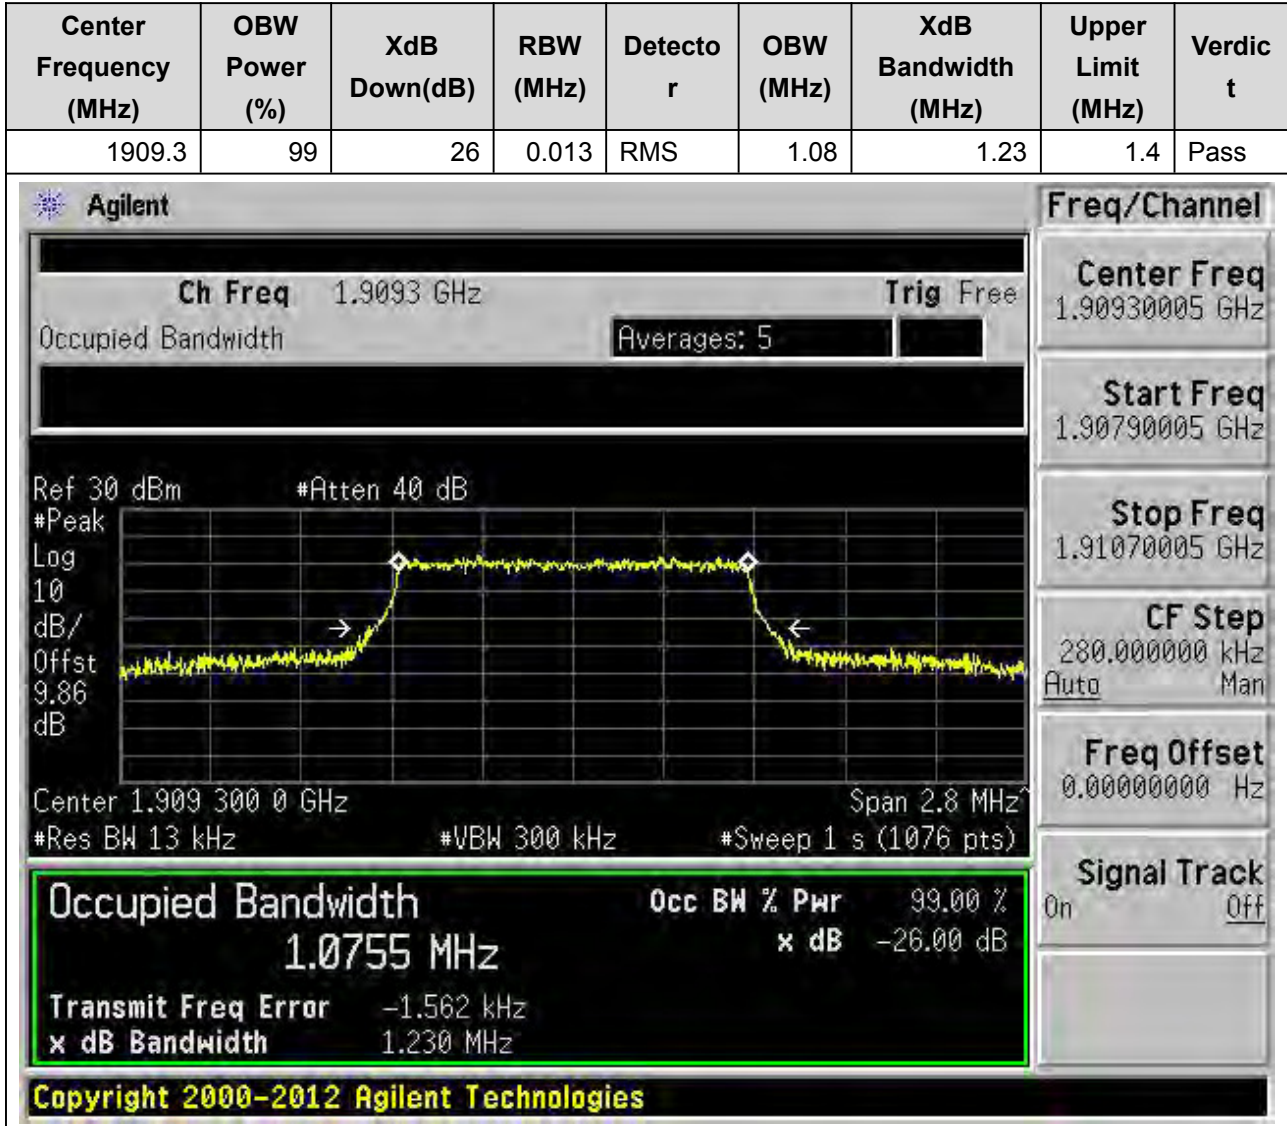 Center Frequency (MHz) OBW Power (%) XdB Down(dB) RBW (MHz) Detecto r OBW (MHz) XdB Bandwidth (MHz) Upper Limit (MHz) Verdic t
1909.3 99 26 0.013 RMS 1.08 1.23 1.4 Pass
Agilent
Freq/Channel
Ch Freq 1.9093 GHz Trig Free
Occupied Bandwidth Averages: 5
Center Freq
1.90930005 GHz
Start Freq
1.90790005 GHz
Stop Freq
1.91070005 GHz
CF Step
280.000000 kHz
Auto Man
Freq Offset
0.00000000 Hz
Signal Track
On Off
Ref 30 dBm #Atten 40 dB
#Peak
Log
10
dB/
Offst
9.86
dB
Center 1.909 300 0 GHz Span 2.8 MHz^
#Res BW 13 kHz #VBW 300 kHz #Sweep 1 s (1076 pts)
Occupied Bandwidth Occ BW % Pwr 99.00 %
1.0755 MHz x dB -26.00 dB
Transmit Freq Error -1.562 kHz
x dB Bandwidth 1.230 MHz
Copyright 2000-2012 Agilent Technologies